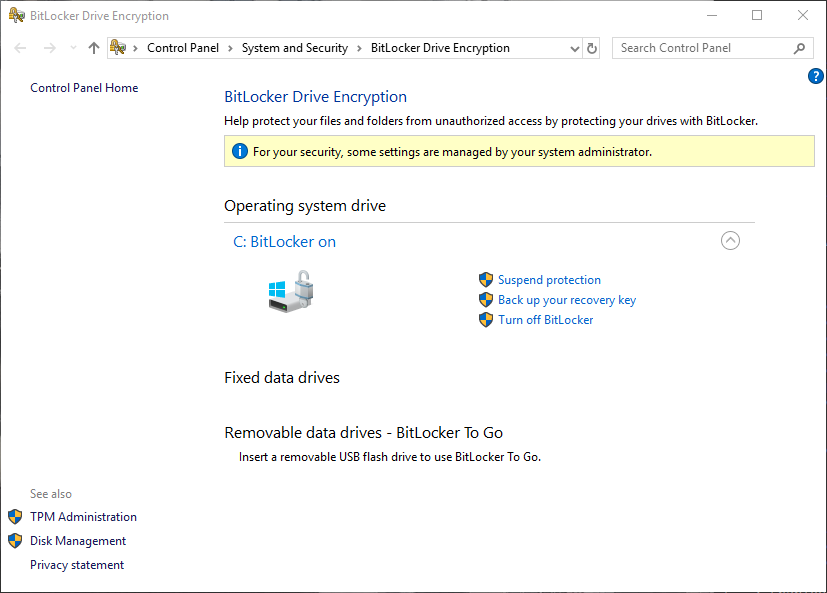 BitLocker Drive Encryption
Control Panel › System and Security › BitLocker Drive Encryption
Search Control Panel
?
Control Panel Home
BitLocker Drive Encryption
Help protect your files and folders from unauthorized access by protecting your drives with BitLocker.
i For your security, some settings are managed by your system administrator.
Operating system drive
C: BitLocker on
Suspend protection
Back up your recovery key
Turn off BitLocker
Fixed data drives
Removable data drives - BitLocker To Go
Insert a removable USB flash drive to use BitLocker To Go.
See also
TPM Administration
Disk Management
Privacy statement